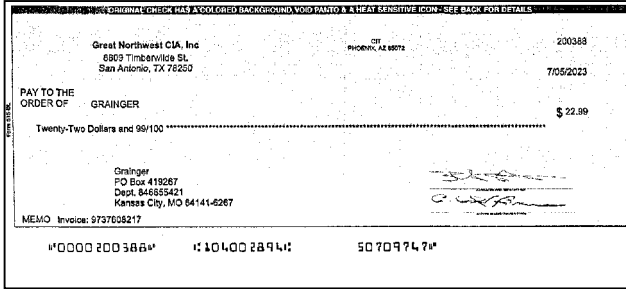 ORIGINAL CHECK HAS A COLORED BACKGROUND, VOID PANTO & A HEAT SENSITIVE ICON - SEE BACK FOR DETAILS
Great Northwest CIA, Inc
6809 Timberwilde St.
San Antonio, TX 78250
CIT
PHOENIX, AZ 85072
200388
7/05/2023
PAY TO THE
ORDER OF GRAINGER
$ 22.99
Twenty-Two Dollars and 99/100
Grainger
PO Box 419267
Dept. 846655421
Kansas City, MO 64141-6267
MEMO Invoice: 9737608217
⑈0000200388⑈ ⑆104002894⑆ 50709747⑈